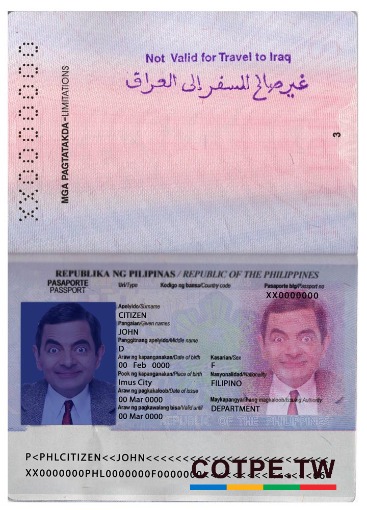 Not Valid for Travel to Iraq
غير صالح للسفر إلى العراق
XX0000000
MGA PAGTATAKDA-LIMITATIONS
3
REPUBLIKA NG PILIPINAS / REPUBLIC OF THE PHILIPPINES
PASAPORTE
PASSPORT
Uri/Type Kodigo ng bansa/Country code Pasaporte blg/Passport no
XX0000000
Apelyido/Surname
CITIZEN
Pangalan/Given names
JOHN
Panggitnang apelyido/Middle name
D
Araw ng kapanganakan/Date of birth Kasarian/Sex
00 Feb 0000 F
Pook ng kapanganakan/Place of birth Nasyonalidad/Nationality
Imus City FILIPINO
Araw ng pagkakaloob/Date of issue
00 Mar 0000
Maykapangyarihang magkaloob/Issuing Authority
Araw ng pagkawalang bisa/Valid until
00 Mar 0000 DEPARTMENT
REPUBLIC OF THE PHILIPPINES
P<PHLCITIZEN<<JOHN<<<<<<<<<<<<<<<<<<<<<<<<
XX0000000PHL0000000F0000000
COTPE.TW